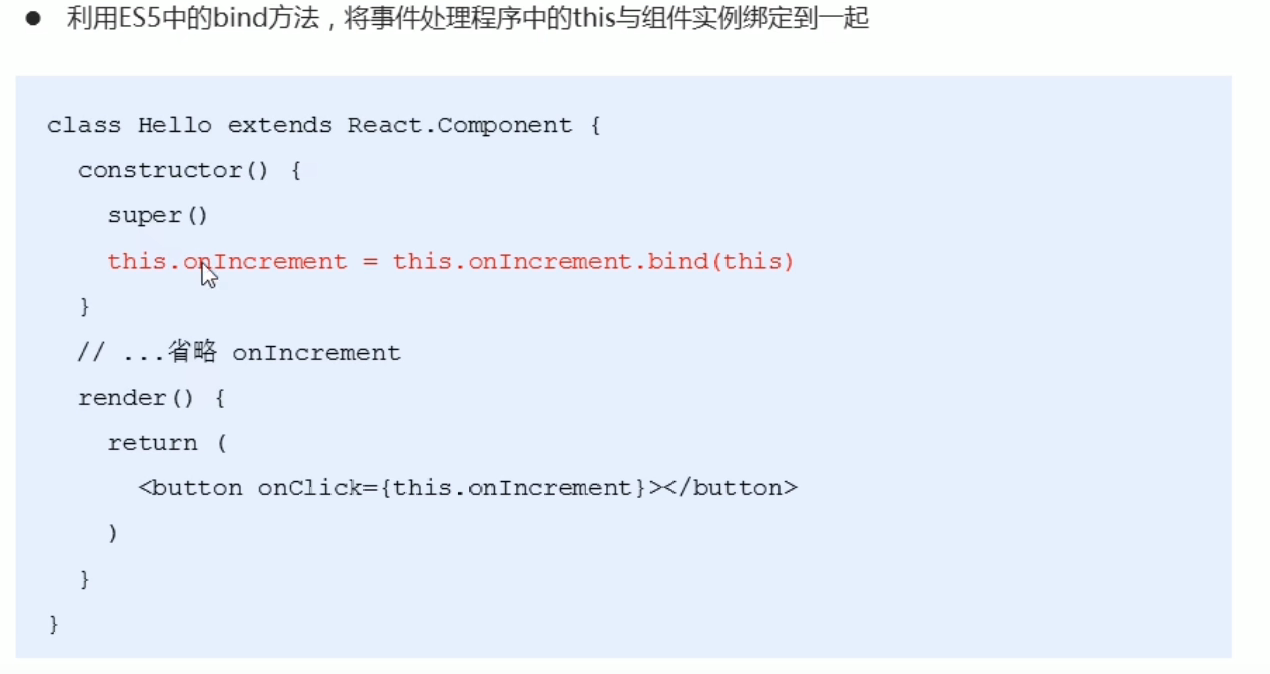 ● 利用ES5中的bind方法，将事件处理程序中的this与组件实例绑定到一起
class Hello extends React.Component {
constructor() {
super()
this.onIncrement = this.onIncrement.bind(this)
}
// ...省略 onIncrement
render() {
return (
<button onClick={this.onIncrement}></button>
)
}
}